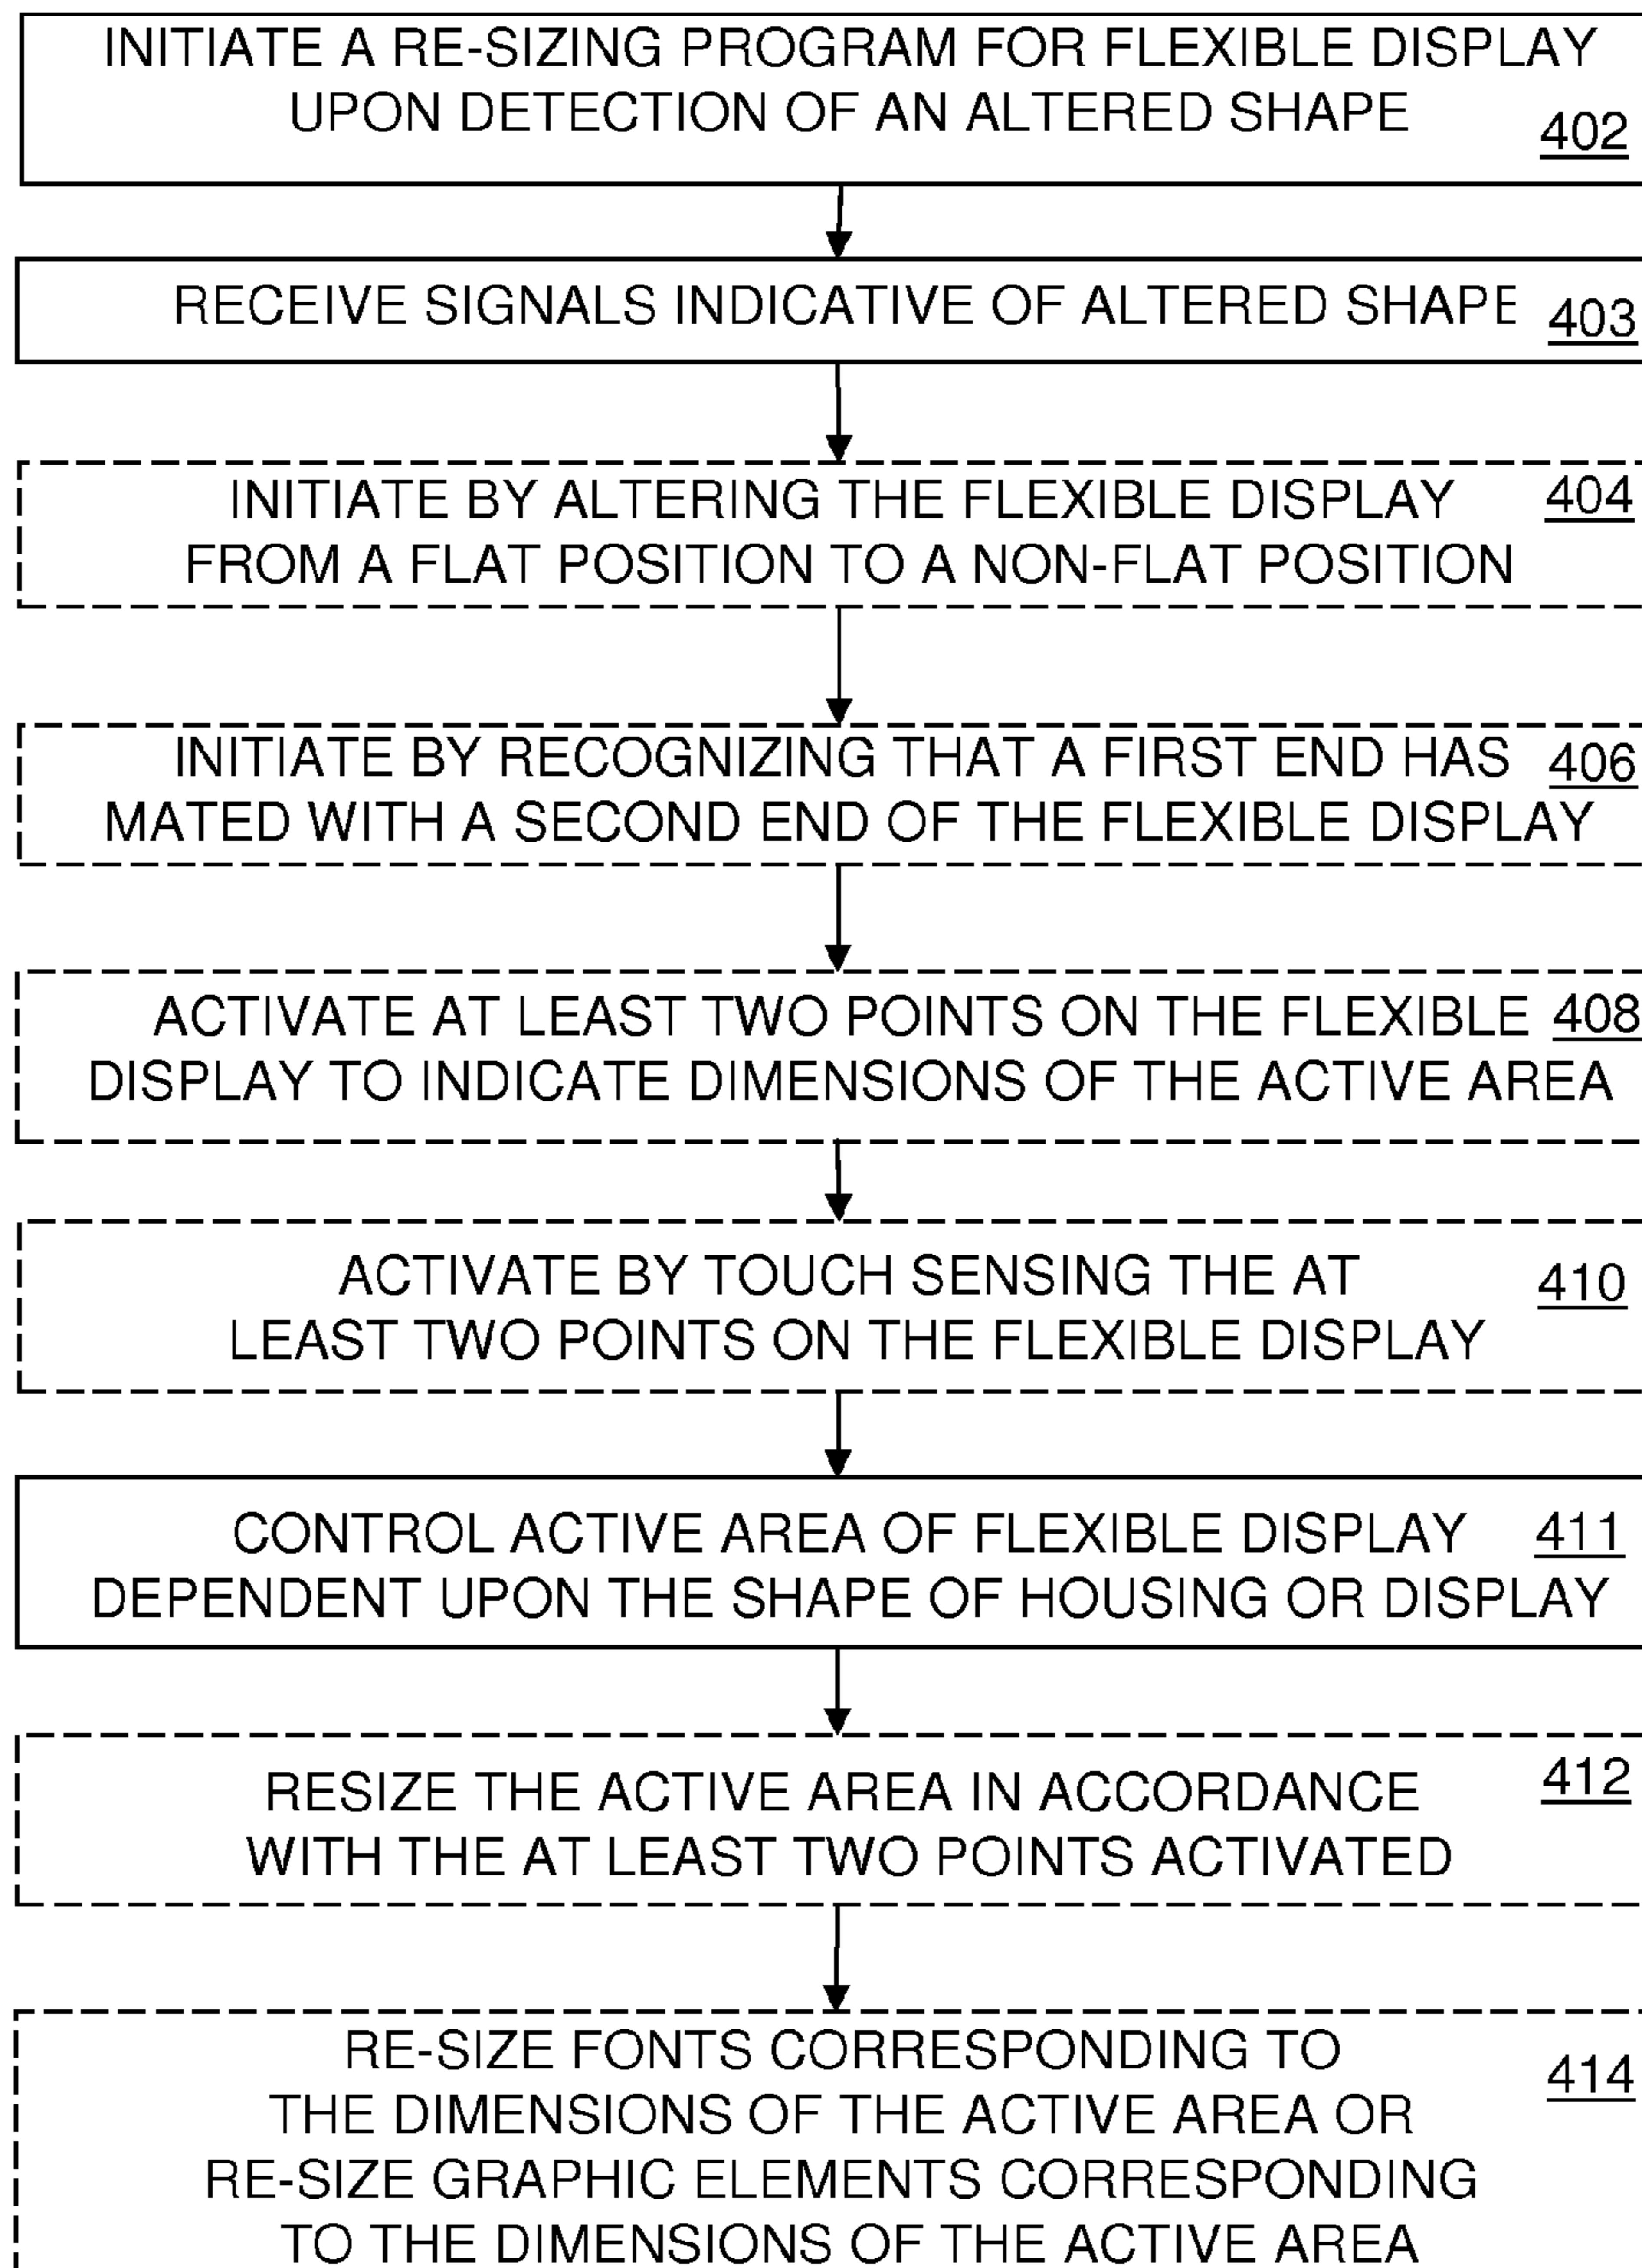 INITIATE A RE-SIZING PROGRAM FOR FLEXIBLE DISPLAY
UPON DETECTION OF AN ALTERED SHAPE
402
RECEIVE SIGNALS INDICATIVE OF ALTERED SHAPE 403
INITIATE BY ALTERING THE FLEXIBLE DISPLAY 404
FROM A FLAT POSITION TO A NON-FLAT POSITION
INITIATE BY RECOGNIZING THAT A FIRST END HAS 406
MATED WITH A SECOND END OF THE FLEXIBLE DISPLAY
ACTIVATE AT LEAST TWO POINTS ON THE FLEXIBLE 408
DISPLAY TO INDICATE DIMENSIONS OF THE ACTIVE AREA
ACTIVATE BY TOUCH SENSING THE AT 410
LEAST TWO POINTS ON THE FLEXIBLE DISPLAY
CONTROL ACTIVE AREA OF FLEXIBLE DISPLAY 411
DEPENDENT UPON THE SHAPE OF HOUSING OR DISPLAY
RESIZE THE ACTIVE AREA IN ACCORDANCE 412
WITH THE AT LEAST TWO POINTS ACTIVATED
RE-SIZE FONTS CORRESPONDING TO 414
THE DIMENSIONS OF THE ACTIVE AREA OR
RE-SIZE GRAPHIC ELEMENTS CORRESPONDING
TO THE DIMENSIONS OF THE ACTIVE AREA